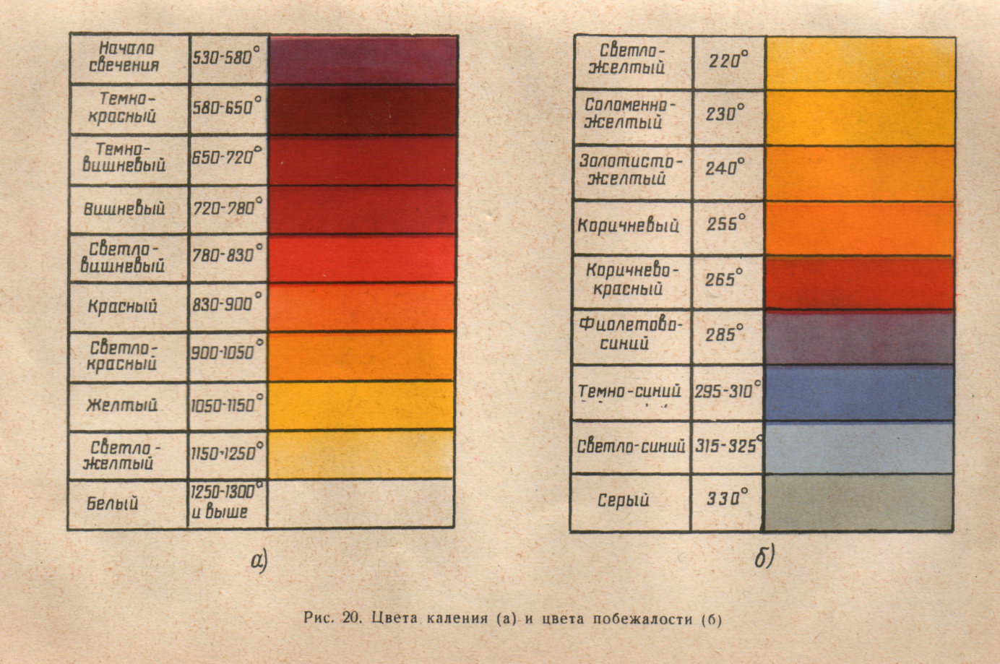 Начало
свечения
530-580°
Темно-
красный
580-650°
Темно-
вишневый
650-720°
Вишневый
720-780°
Светло-
вишневый
780-830°
Красный
830-900°
Светло-
красный
900-1050°
Желтый
1050-1150°
Светло-
желтый
1150-1250°
Белый
1250-1300°
и выше
а)
Светло-
желтый
220°
Соломенно-
желтый
230°
Золотисто-
желтый
240°
Коричневый
255°
Коричнево-
красный
265°
Фиолетово-
синий
285°
Темно-синий
295-310°
Светло-синий
315-325°
Серый
330°
б)
Рис. 20. Цвета каления (а) и цвета побежалости (б)